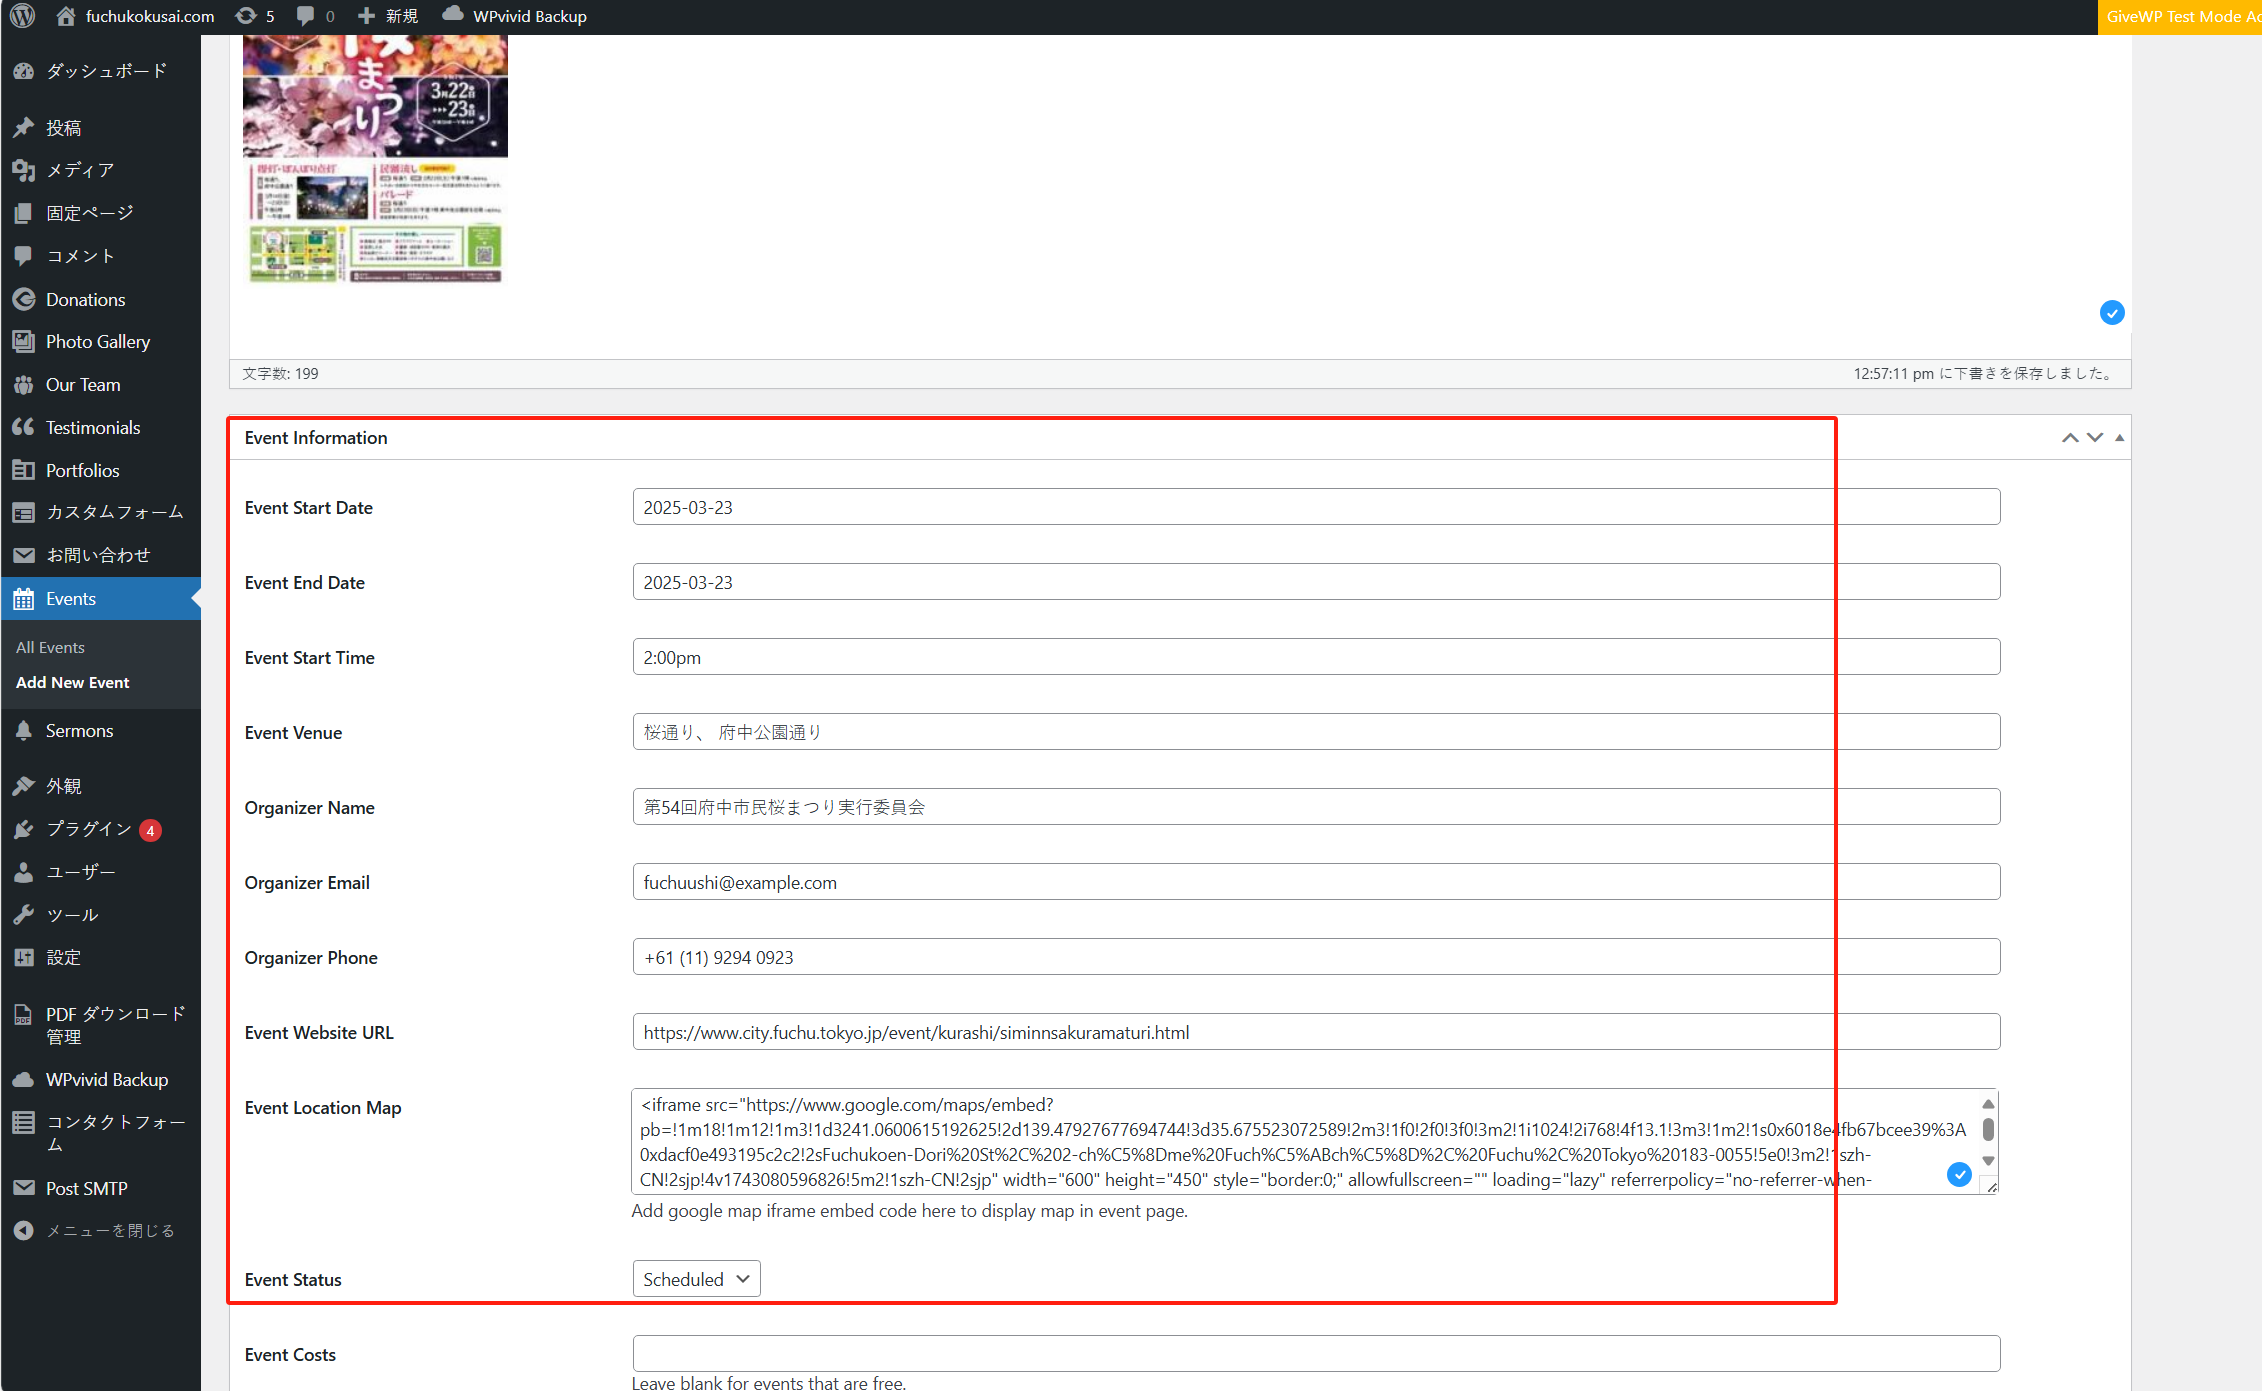 fuchukokusai.com
5
0
新規
WPvivid Backup
GiveWP Test Mode Ac
ダッシュボード
投稿
メディア
固定ページ
コメント
Donations
Photo Gallery
Our Team
Testimonials
Portfolios
カスタムフォーム
お問い合わせ
Events
All Events
Add New Event
Sermons
外観
プラグイン 4
ユーザー
ツール
設定
PDF ダウンロード
管理
WPvivid Backup
コンタクトフォー
ム
Post SMTP
メニューを閉じる
まつり
3月22日
23日
民踊流し
パレード
文字数: 199
12:57:11 pm に下書きを保存しました。
Event Information
Event Start Date
2025-03-23
Event End Date
2025-03-23
Event Start Time
2:00pm
Event Venue
桜通り、 府中公園通り
Organizer Name
第54回府中市民桜まつり実行委員会
Organizer Email
fuchuushi@example.com
Organizer Phone
+61 (11) 9294 0923
Event Website URL
https://www.city.fuchu.tokyo.jp/event/kurashi/siminnsakuramaturi.html
Event Location Map
<iframe src="https://www.google.com/maps/embed?
pb=!1m18!1m12!1m3!1d3241.0600615192625!2d139.47927677694744!3d35.675523072589!2m3!1f0!2f0!3f0!3m2!1i1024!2i768!4f13.1!3m3!1m2!1s0x6018e4fb67bcee39%3A
0xdacf0e493195c2c2!2sFuchukoen-Dori%20St%2C%202-ch%C5%8Dme%20Fuch%C5%ABch%C5%8D%2C%20Fuchu%2C%20Tokyo%20183-0055!5e0!3m2!1szh-
CN!2sjp!4v1743080596826!5m2!1szh-CN!2sjp" width="600" height="450" style="border:0;" allowfullscreen="" loading="lazy" referrerpolicy="no-referrer-when-
Add google map iframe embed code here to display map in event page.
Event Status
Scheduled
Event Costs
Leave blank for events that are free.